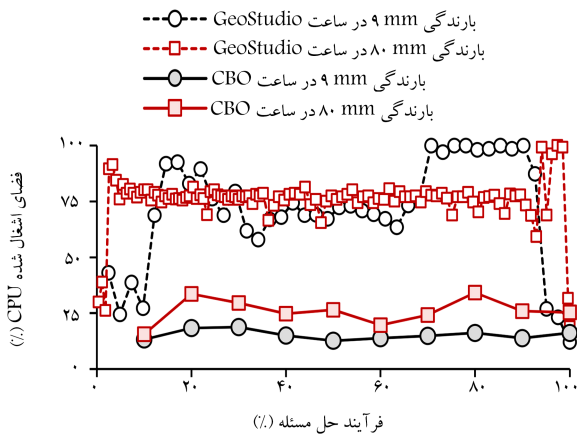 GeoStudio بارندگی ۹ mm در ساعت
GeoStudio بارندگی ۸۰ mm در ساعت
CBO بارندگی ۹ mm در ساعت
CBO بارندگی ۸۰ mm در ساعت
فضای اشغال شده CPU (%)
۱۰۰
۷۵
۵۰
۲۵
۰
۰ ۲۰ ۴۰ ۶۰ ۸۰ ۱۰۰
فرآیند حل مسئله (%)